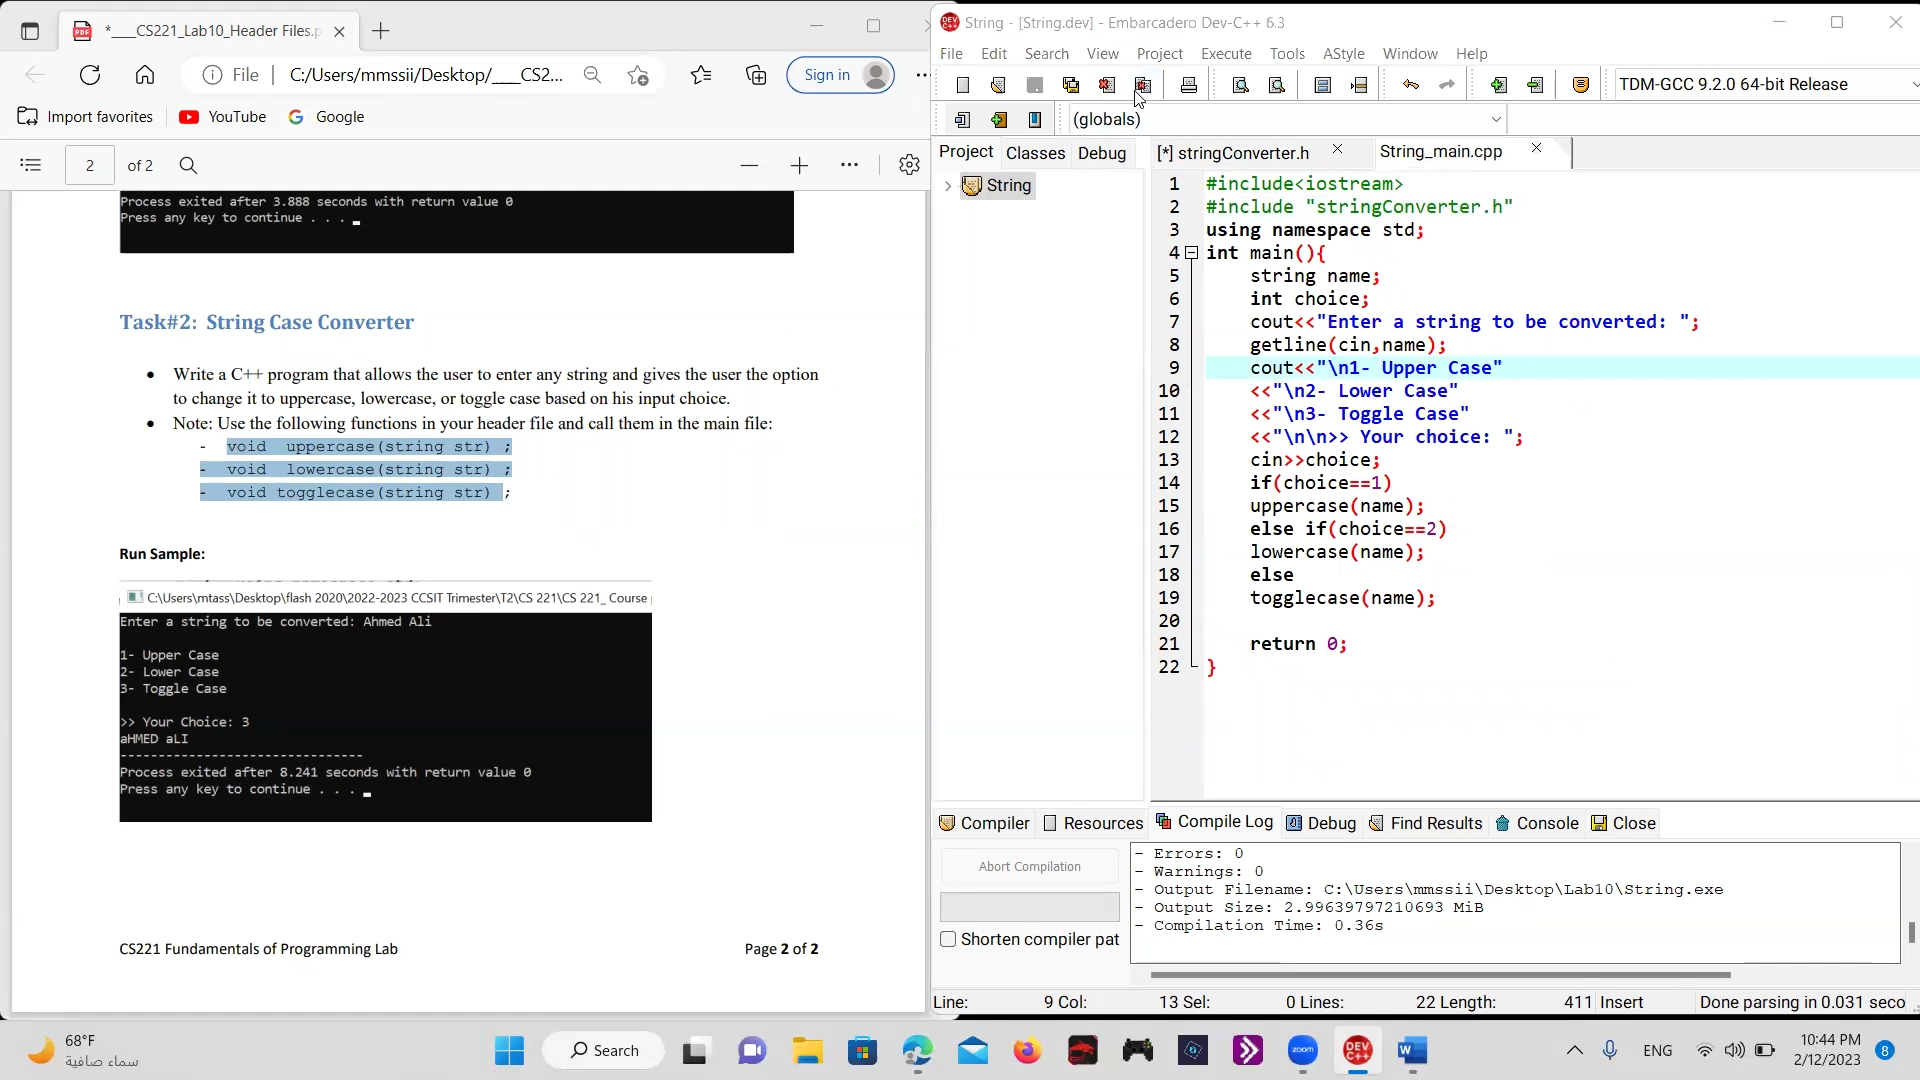 *____CS221_Lab10_Header Files.p
File
C:/Users/mmssii/Desktop/____CS2...
Sign in
Import favorites
YouTube
Google
2 of 2
Process exited after 3.888 seconds with return value 0
Press any key to continue . . .
Task#2: String Case Converter
Write a C++ program that allows the user to enter any string and gives the user the option
to change it to uppercase, lowercase, or toggle case based on his input choice.
Note: Use the following functions in your header file and call them in the main file:
- void uppercase(string str) ;
- void lowercase(string str) ;
- void togglecase(string str) ;
Run Sample:
C:\Users\mtass\Desktop\flash 2020\2022-2023 CCSIT Trimester\T2\CS 221\CS 221_ Course
Enter a string to be converted: Ahmed Ali
1- Upper Case
2- Lower Case
3- Toggle Case
>> Your Choice: 3
aHMED aLI
--------------------------------
Process exited after 8.241 seconds with return value 0
Press any key to continue . . .
CS221 Fundamentals of Programming Lab
Page 2 of 2
String - [String.dev] - Embarcadero Dev-C++ 6.3
File Edit Search View Project Execute Tools AStyle Window Help
TDM-GCC 9.2.0 64-bit Release
(globals)
Project Classes Debug
[*] stringConverter.h
String_main.cpp
String
1 #include<iostream>
2 #include "stringConverter.h"
3 using namespace std;
4 int main(){
5 string name;
6 int choice;
7 cout<<"Enter a string to be converted: ";
8 getline(cin,name);
9 cout<<"\n1- Upper Case"
10 <<"\n2- Lower Case"
11 <<"\n3- Toggle Case"
12 <<"\n\n>> Your choice: ";
13 cin>>choice;
14 if(choice==1)
15 uppercase(name);
16 else if(choice==2)
17 lowercase(name);
18 else
19 togglecase(name);
20
21 return 0;
22 }
Compiler Resources Compile Log Debug Find Results Console Close
Abort Compilation
Shorten compiler pat
- Errors: 0
- Warnings: 0
- Output Filename: C:\Users\mmssii\Desktop\Lab10\String.exe
- Output Size: 2.99639797210693 MiB
- Compilation Time: 0.36s
Line: 9 Col: 13 Sel: 0 Lines: 22 Length: 411 Insert Done parsing in 0.031 seco
68°F
سماء صافية
Search
zoom
DEV C++
ENG
10:44 PM
2/12/2023
8